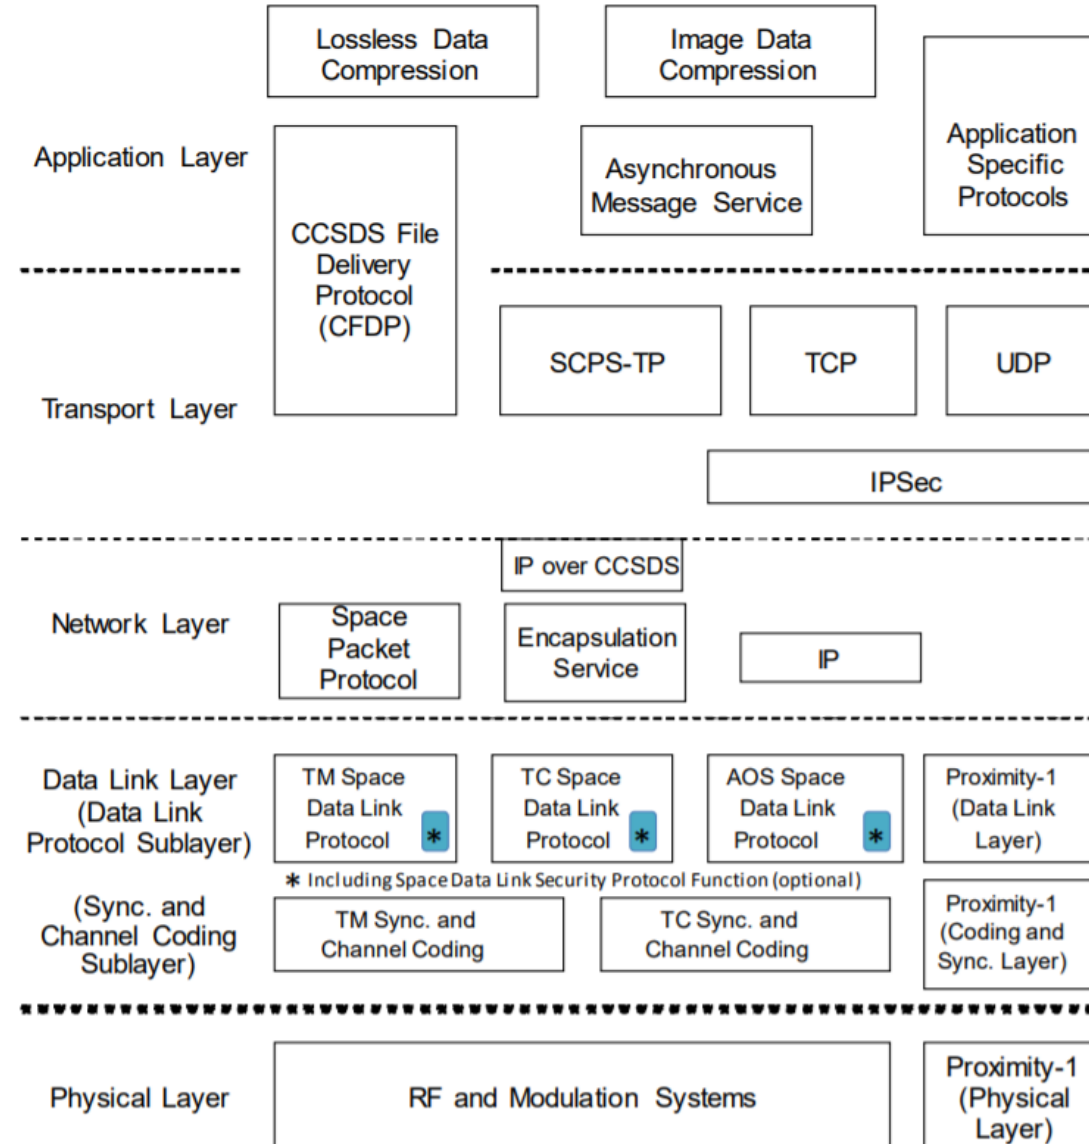 Lossless Data
Compression
Image Data
Compression
Application Layer
Application
Specific
Protocols
Asynchronous
Message Service
CCSDS File
Delivery
Protocol
(CFDP)
Transport Layer
SCPS-TP
TCP
UDP
IPSec
IP over CCSDS
Network Layer
Space
Packet
Protocol
Encapsulation
Service
IP
Data Link Layer
(Data Link
Protocol Sublayer)
TM Space
Data Link
Protocol *
TC Space
Data Link
Protocol *
AOS Space
Data Link
Protocol *
Proximity-1
(Data Link
Layer)
* Including Space Data Link Security Protocol Function (optional)
(Sync. and
Channel Coding
Sublayer)
TM Sync. and
Channel Coding
TC Sync. and
Channel Coding
Proximity-1
(Coding and
Sync. Layer)
Physical Layer
RF and Modulation Systems
Proximity-1
(Physical
Layer)